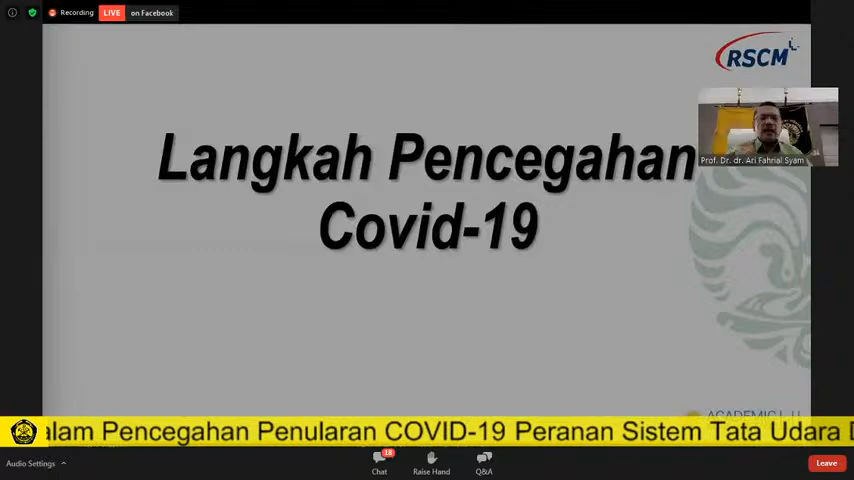 Recording LIVE on Facebook
RSCM
Prof. Dr. dr. Ari Fahrial Syam
Langkah Pencegahan
Covid-19
alam Pencegahan Penularan COVID-19 Peranan Sistem Tata Udara D
Audio Settings
18
Chat
Raise Hand
Q&A
Leave